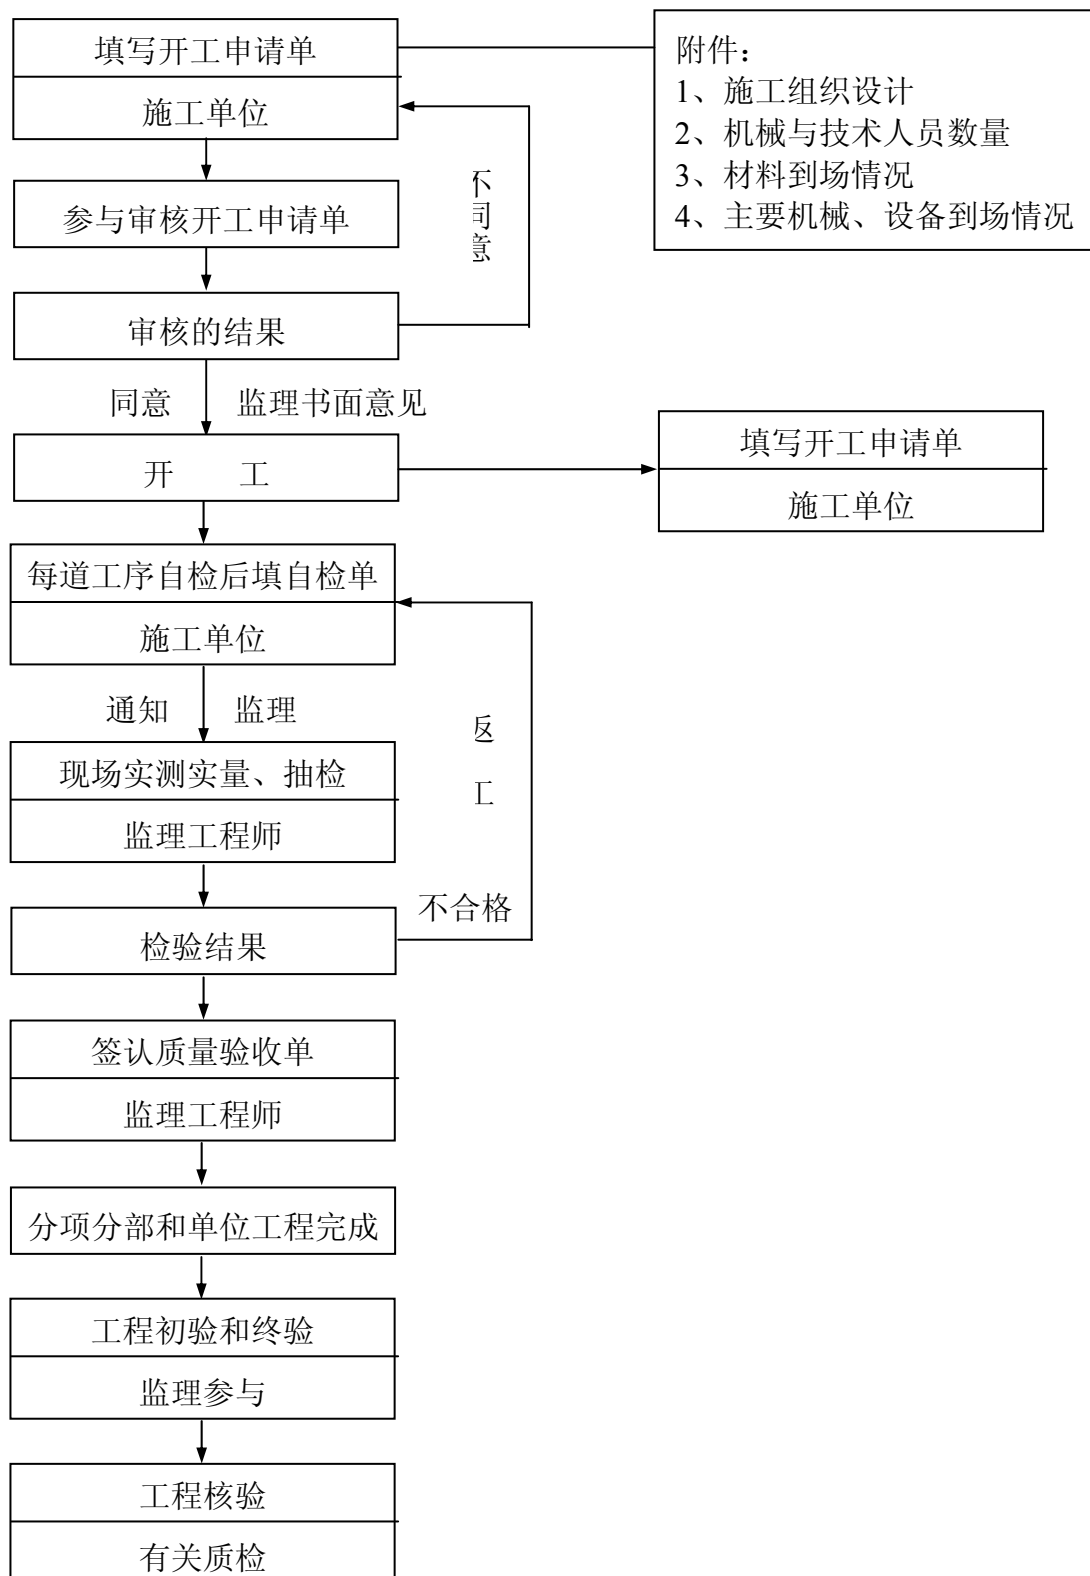 填写开工申请单
施工单位
附件：
1、施工组织设计
2、机械与技术人员数量
3、材料到场情况
4、主要机械、设备到场情况
不
同
意
参与审核开工申请单
审核的结果
同意 监理书面意见
开 工
填写开工申请单
施工单位
每道工序自检后填自检单
施工单位
通知 监理
返
工
现场实测实量、抽检
监理工程师
不合格
检验结果
签认质量验收单
监理工程师
分项分部和单位工程完成
工程初验和终验
监理参与
工程核验
有关质检